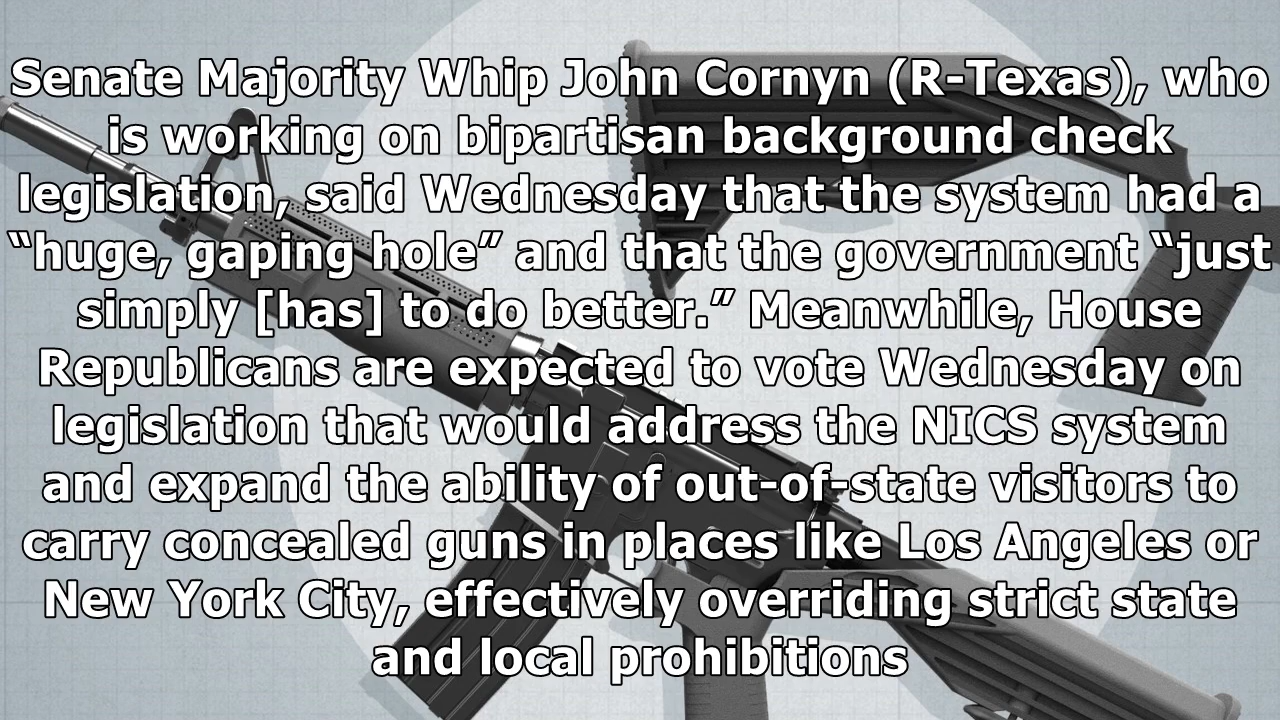 Senate Majority Whip John Cornyn (R-Texas), who
is working on bipartisan background check
legislation, said Wednesday that the system had a
“huge, gaping hole” and that the government “just
simply [has] to do better.” Meanwhile, House
Republicans are expected to vote Wednesday on
legislation that would address the NICS system
and expand the ability of out-of-state visitors to
carry concealed guns in places like Los Angeles or
New York City, effectively overriding strict state
and local prohibitions